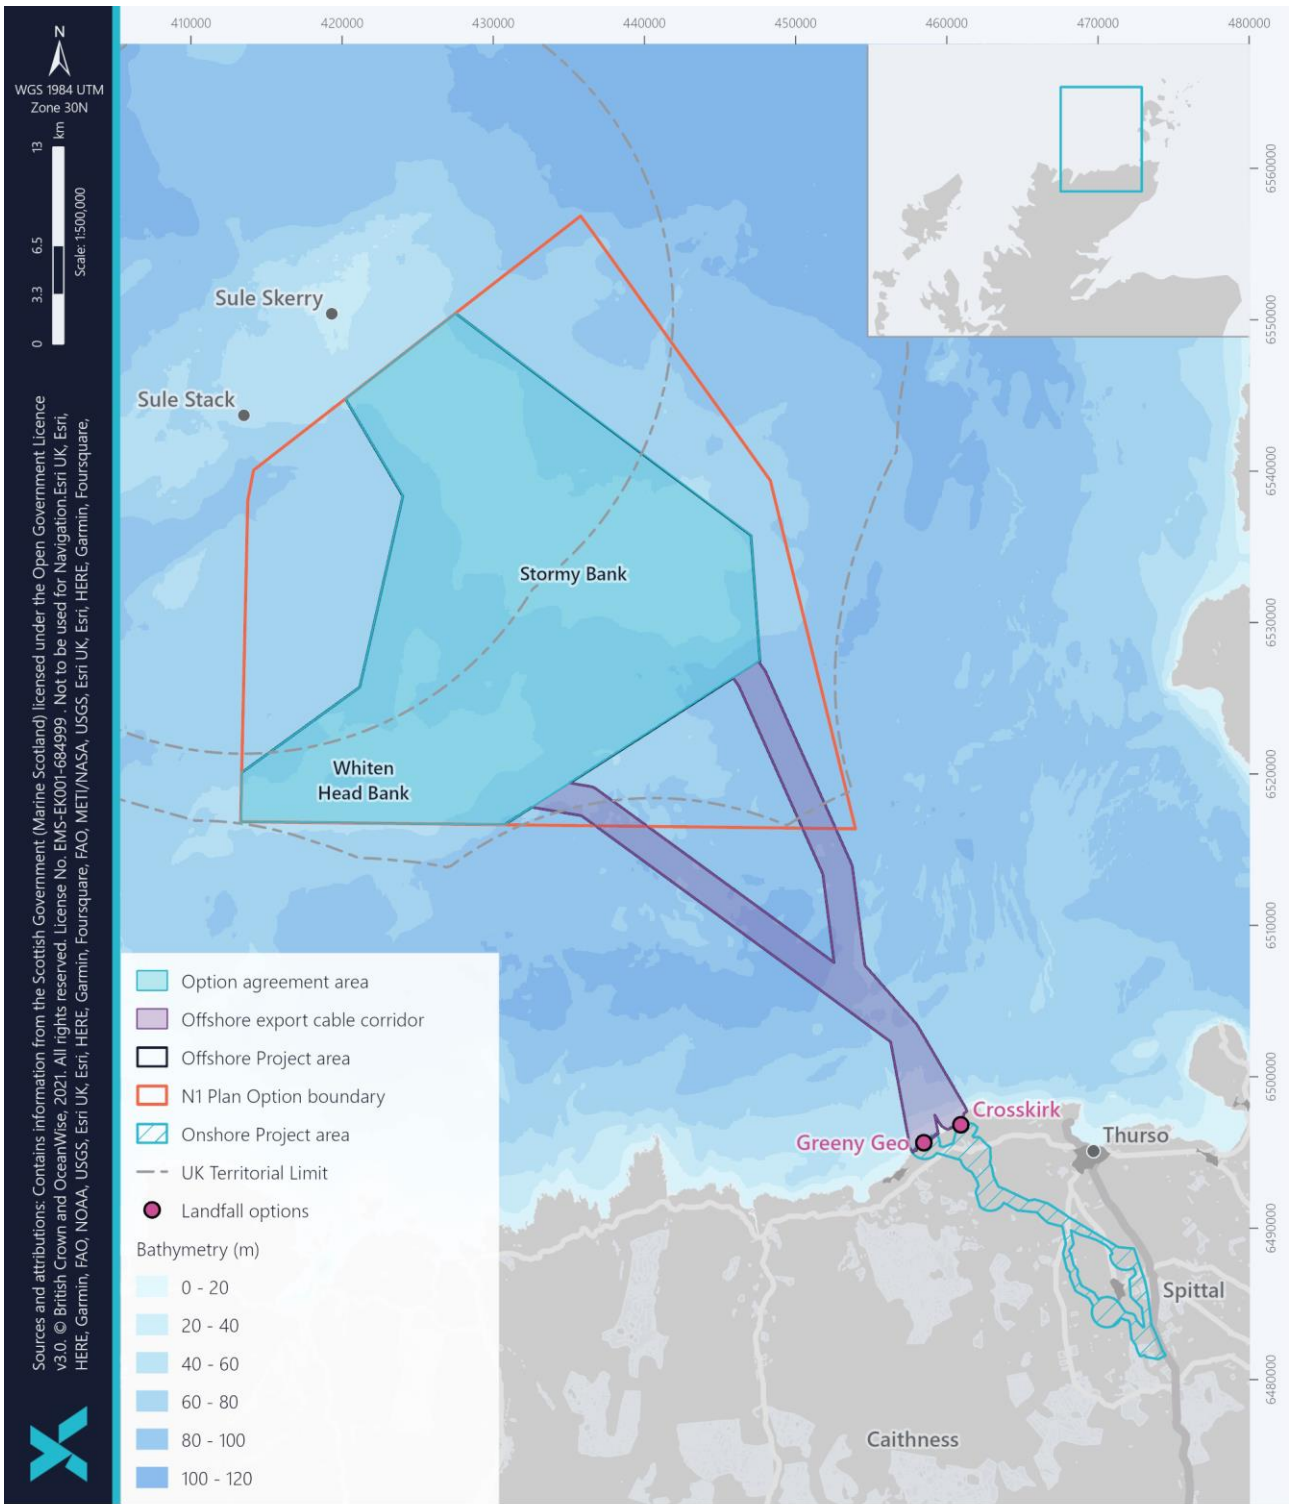 410000 420000 430000 440000 450000 460000 470000 480000
N
WGS 1984 UTM
Zone 30N
km
13
6.5
3.3
0
Scale: 1:500,000
Sources and attributions: Contains information from the Scottish Government (Marine Scotland) licensed under the Open Government Licence
v3.0. © British Crown and OceanWise, 2021. All rights reserved. License No. EMS-EK001-684999 . Not to be used for Navigation.Esri UK, Esri,
HERE, Garmin, FAO, NOAA, USGS, Esri UK, Esri, HERE, Garmin, Foursquare, FAO, METI/NASA, USGS, Esri UK, Esri, HERE, Garmin, Foursquare,
6560000
6550000
6540000
6530000
6520000
6510000
6500000
6490000
6480000
Sule Skerry
Sule Stack
Stormy Bank
Whiten
Head Bank
Crosskirk
Greeny Geo
Thurso
Spittal
Caithness
Option agreement area
Offshore export cable corridor
Offshore Project area
N1 Plan Option boundary
Onshore Project area
UK Territorial Limit
Landfall options
Bathymetry (m)
0 - 20
20 - 40
40 - 60
60 - 80
80 - 100
100 - 120